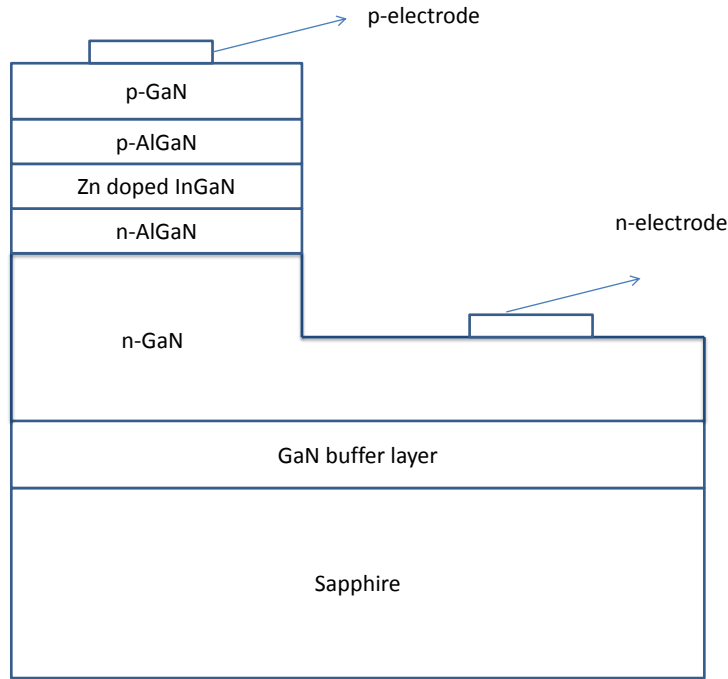 p-electrode
p-GaN
p-AlGaN
Zn doped InGaN
n-electrode
n-AlGaN
n-GaN
GaN buffer layer
Sapphire